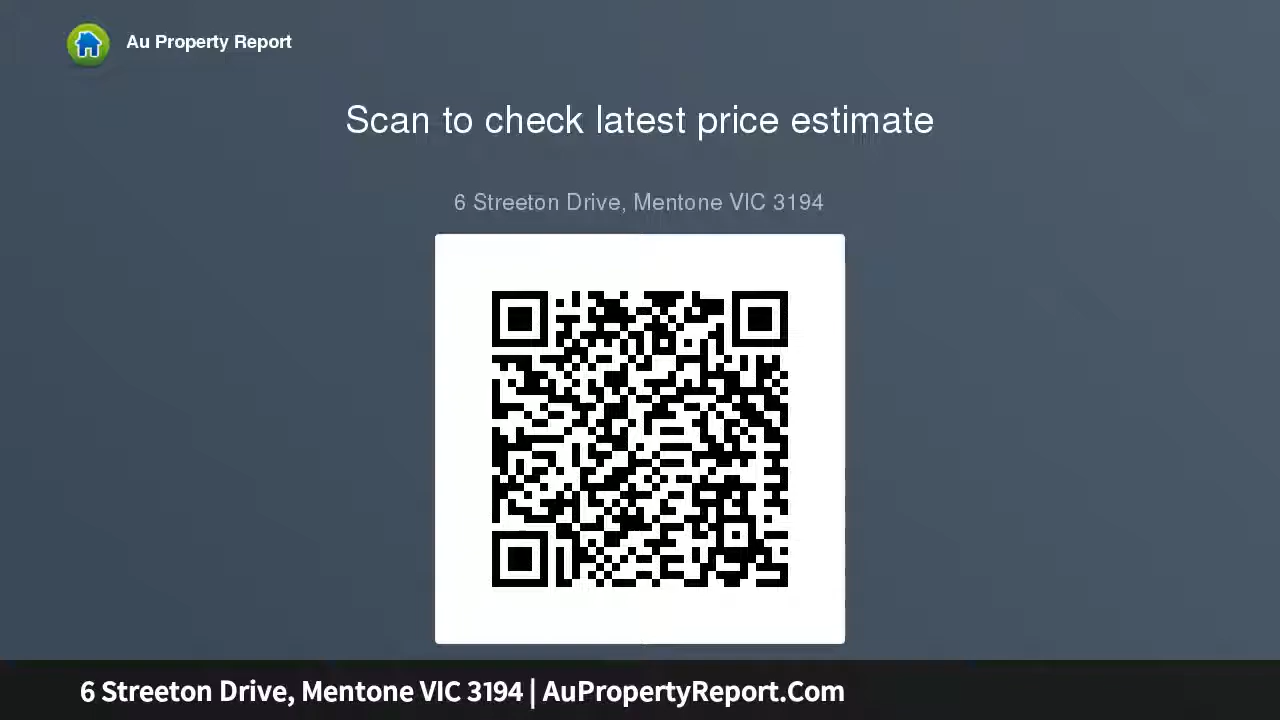 Au Property Report
Scan to check latest price estimate
6 Streeton Drive, Mentone VIC 3194
6 Streeton Drive, Mentone VIC 3194 | AuPropertyReport.Com